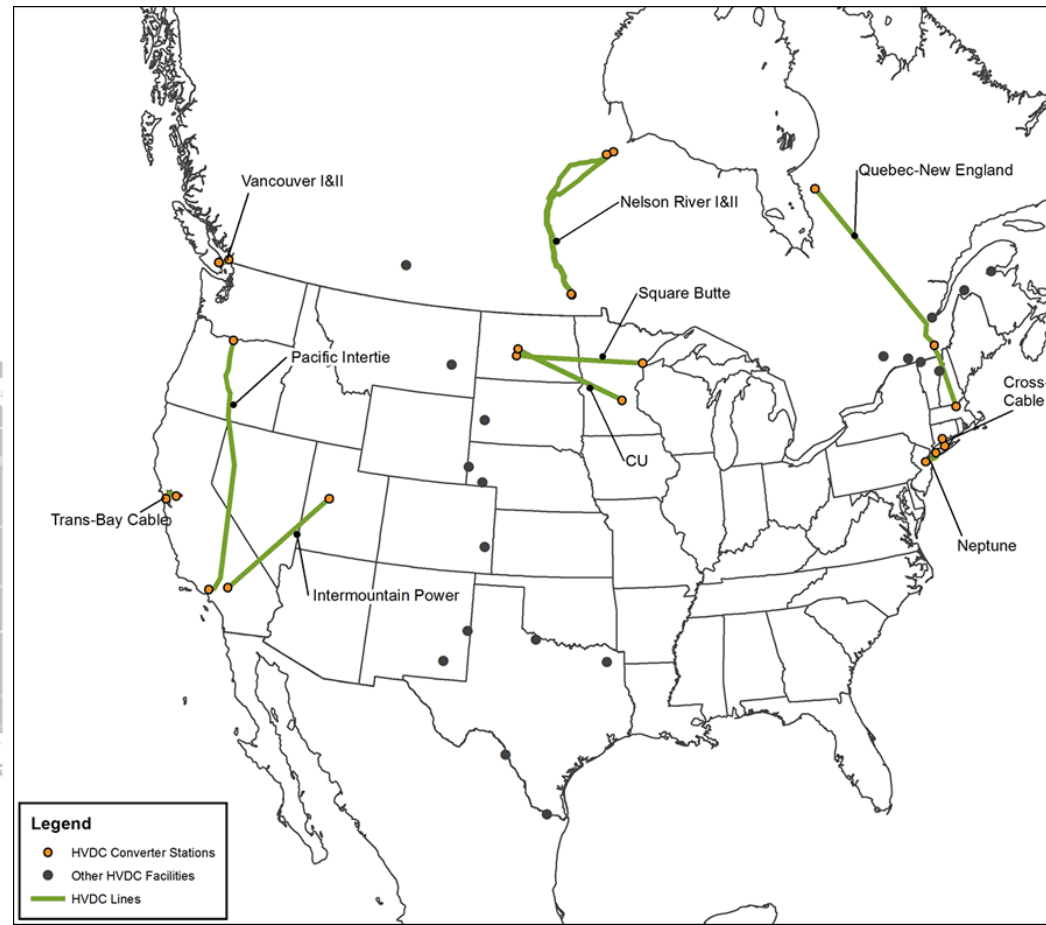 Vancouver I&II
Quebec-New England
Nelson River I&II
Square Butte
Pacific Intertie
Cross-
Cable
CU
Trans-Bay Cable
Neptune
Intermountain Power
Legend
HVDC Converter Stations
Other HVDC Facilities
HVDC Lines